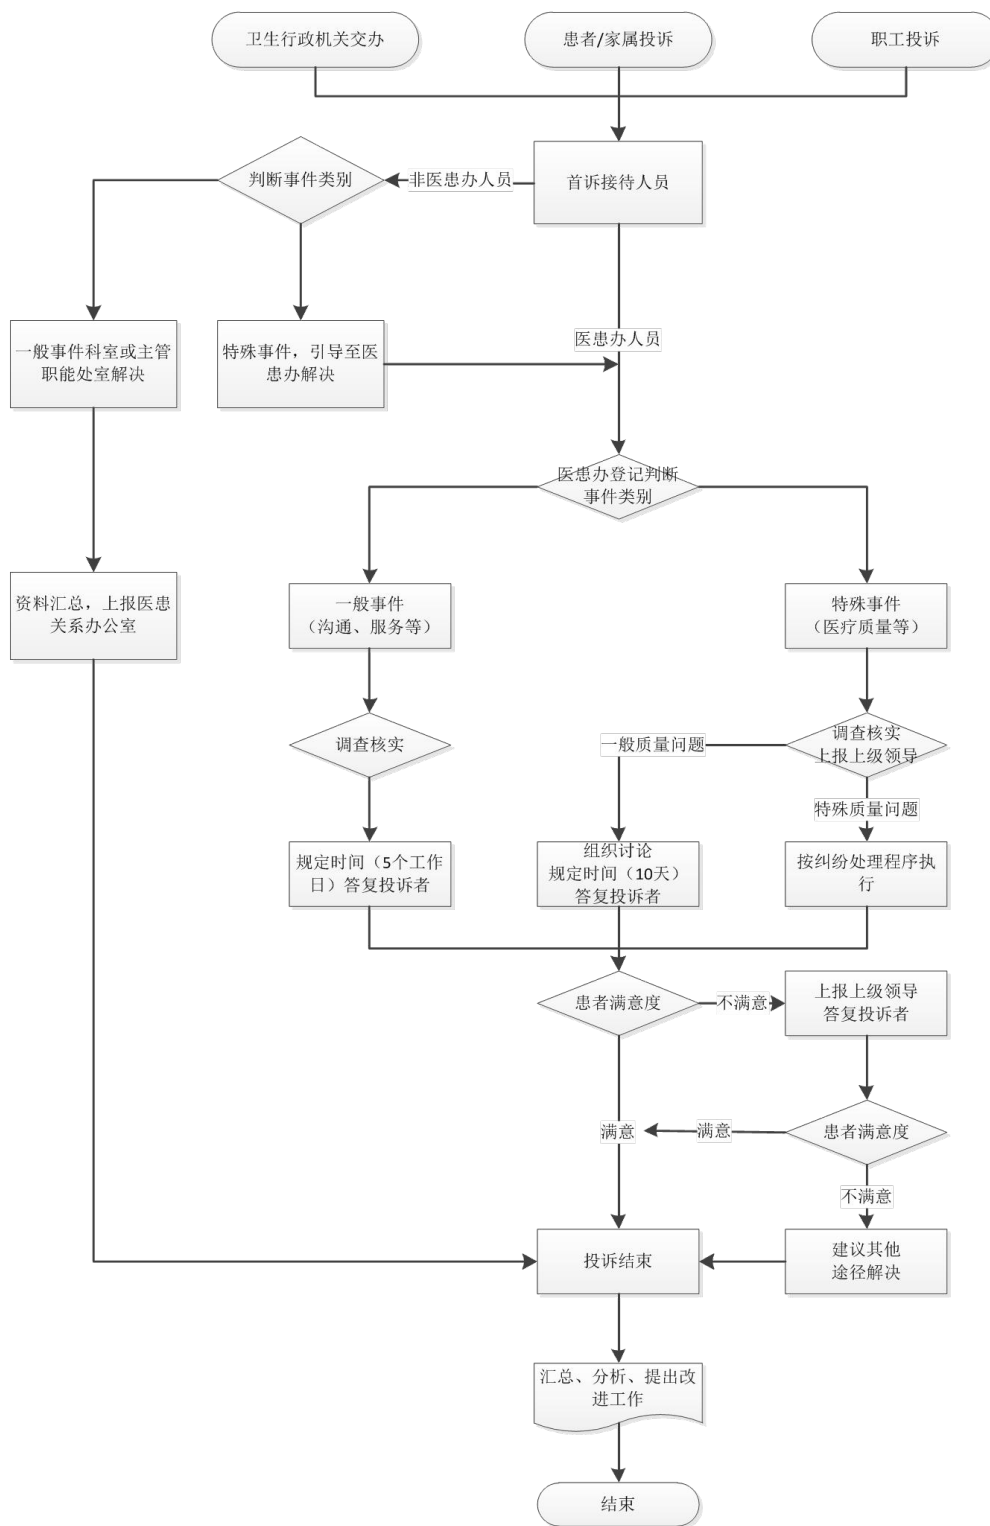 卫生行政机关交办
患者/家属投诉
职工投诉
首诉接待人员
非医患办人员
判断事件类别
医患办人员
一般事件科室或主管
职能处室解决
特殊事件，引导至医
患办解决
医患办登记判断
事件类别
资料汇总，上报医患
关系办公室
一般事件
（沟通、服务等）
特殊事件
（医疗质量等）
调查核实
一般质量问题
调查核实
上报上级领导
特殊质量问题
规定时间（5个工作
日）答复投诉者
组织讨论
规定时间（10天）
答复投诉者
按纠纷处理程序执
行
患者满意度
不满意
上报上级领导
答复投诉者
满意
满意
患者满意度
不满意
投诉结束
建议其他
途径解决
汇总、分析、提出改
进工作
结束